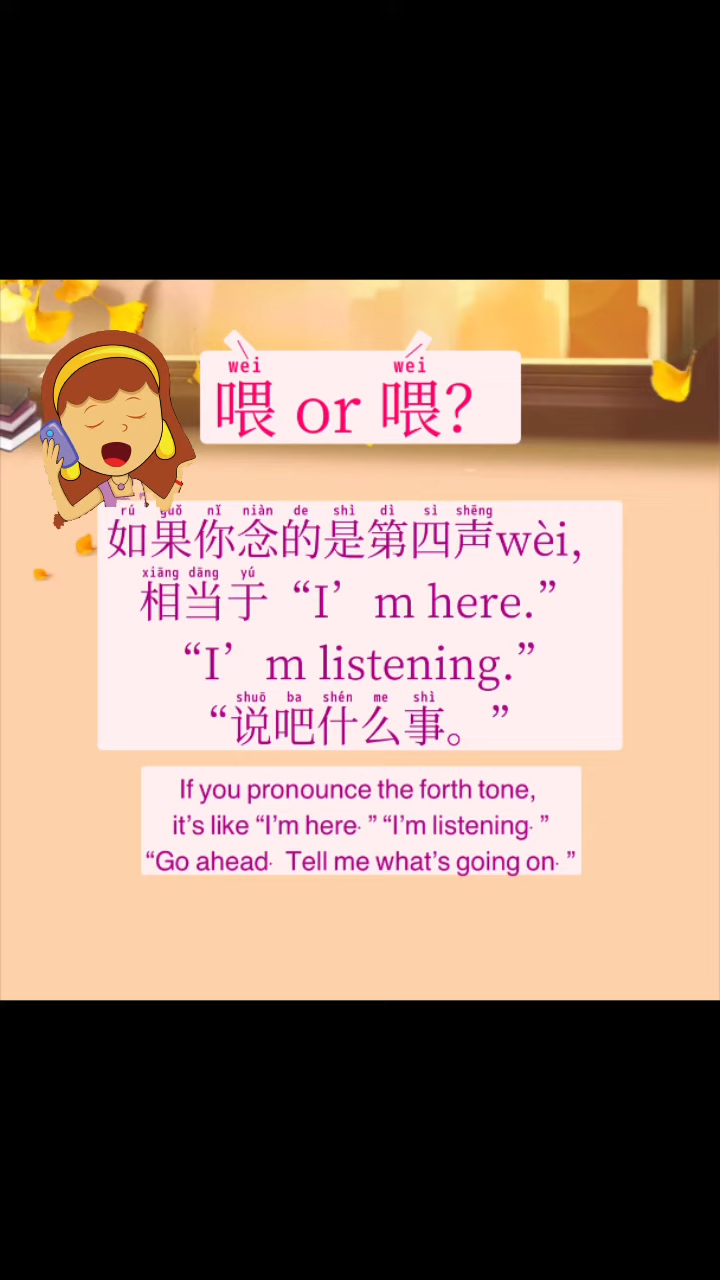 wèi wéi
喂 or 喂？
rú guǒ nǐ niàn de shì dì sì shēng
如果你念的是第四声wèi,
xiāng dāng yú
相当于“I’m here.”
“I’m listening.”
shuō ba shén me shì
“说吧什么事。”
If you pronounce the forth tone,
it’s like “I’m here· ” “I’m listening· ”
“Go ahead· Tell me what’s going on· ”